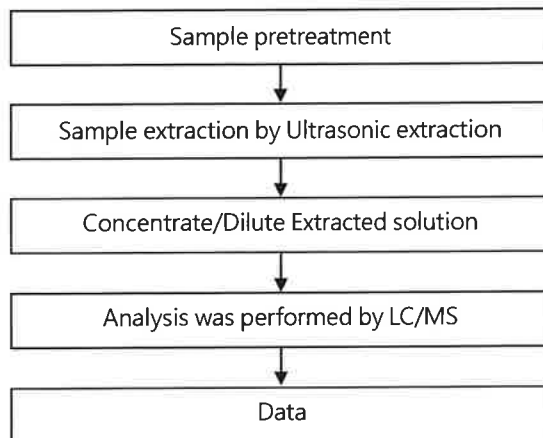 Sample pretreatment
Sample extraction by Ultrasonic extraction
Concentrate/Dilute Extracted solution
Analysis was performed by LC/MS
Data